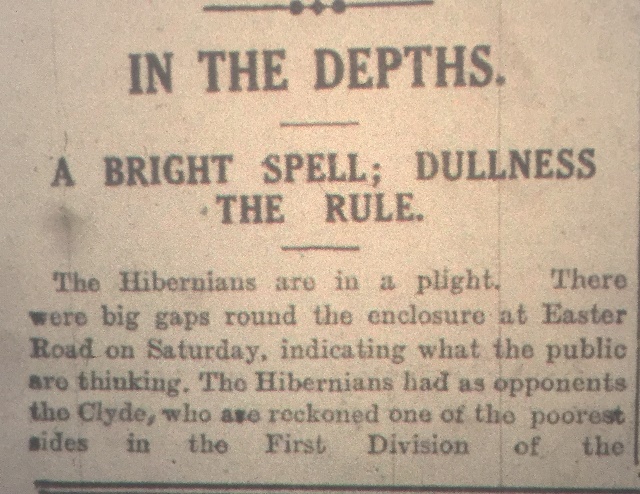 IN THE DEPTHS.
A BRIGHT SPELL; DULLNESS
THE RULE.
The Hibernians are in a plight. There
were big gaps round the enclosure at Easter
Road on Saturday, indicating what the public
are thinking. The Hibernians had as opponents
the Clyde, who are reckoned one of the poorest
sides in the First Division of the